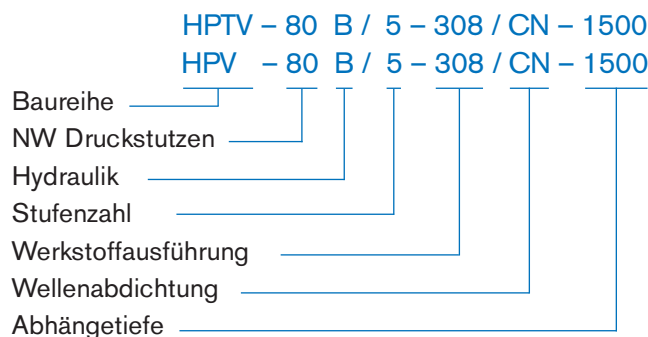 HPTV – 80 B / 5 – 308 / CN – 1500
HPV – 80 B / 5 – 308 / CN – 1500
Baureihe
NW Druckstutzen
Hydraulik
Stufenzahl
Werkstoffausführung
Wellenabdichtung
Abhängetiefe